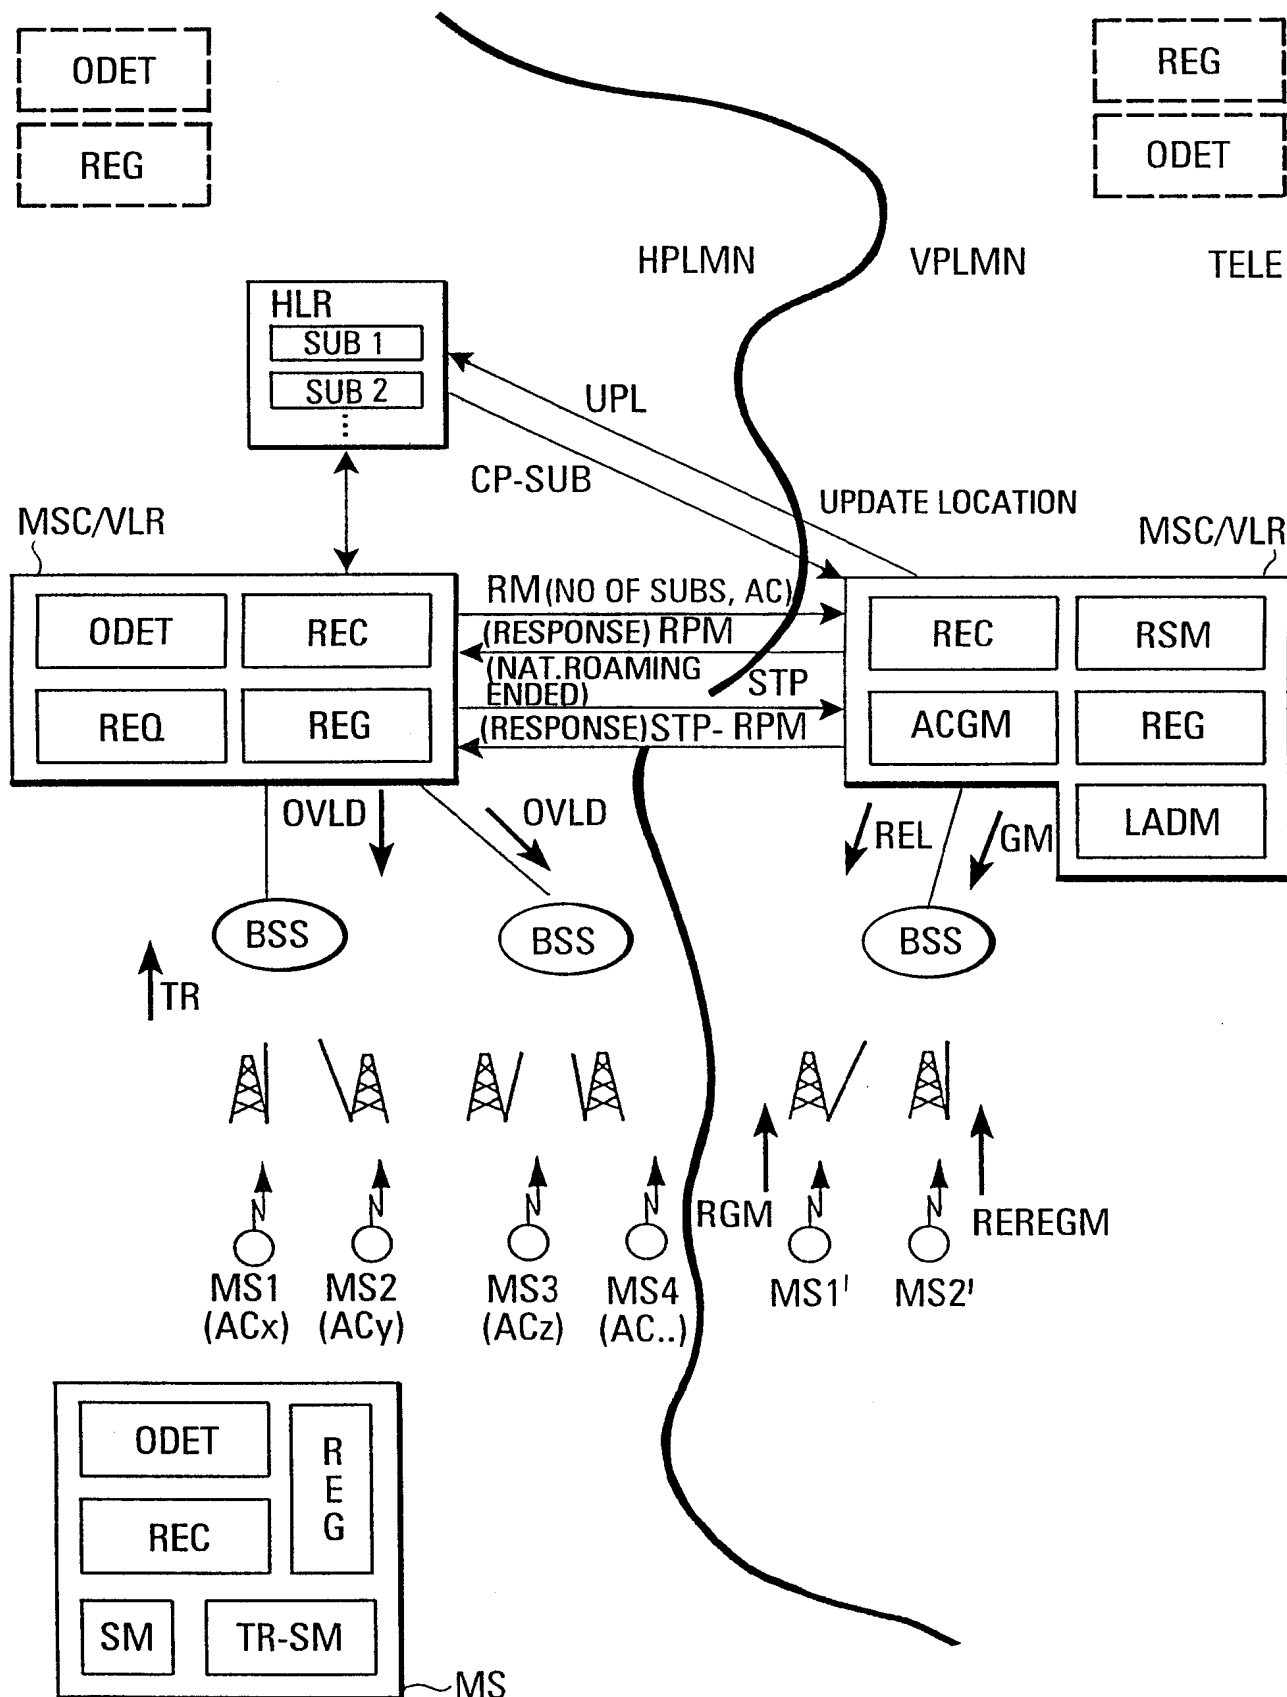 ODET
REG
REG
ODET
HPLMN
VPLMN
TELE
HLR
SUB 1
SUB 2
UPL
CP-SUB
UPDATE LOCATION
MSC/VLR
MSC/VLR
ODET
REC
REQ
REG
RM (NO OF SUBS, AC)
(RESPONSE) RPM
(NAT.ROAMING
ENDED)
STP
(RESPONSE) STP- RPM
REC
RSM
ACGM
REG
LADM
OVLD
OVLD
REL
GM
BSS
BSS
BSS
TR
RGM
REREGM
MS1
(ACx)
MS2
(ACy)
MS3
(ACz)
MS4
(AC..)
MS1'
MS2'
ODET
REG
REC
SM
TR-SM
MS